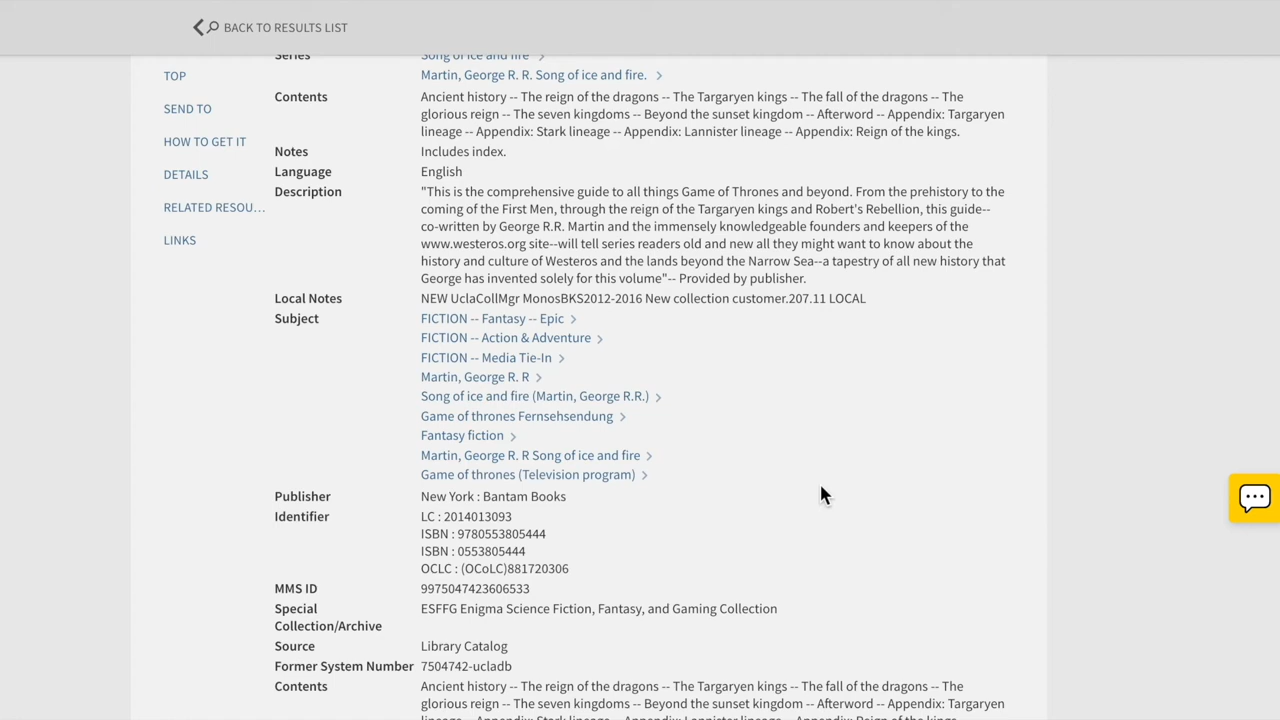 BACK TO RESULTS LIST
Series Song of ice and fire
TOP
Martin, George R. R. Song of ice and fire.
Contents Ancient history -- The reign of the dragons -- The Targaryen kings -- The fall of the dragons -- The
glorious reign -- The seven kingdoms -- Beyond the sunset kingdom -- Afterword -- Appendix: Targaryen
lineage -- Appendix: Stark lineage -- Appendix: Lannister lineage -- Appendix: Reign of the kings.
SEND TO
HOW TO GET IT
DETAILS
RELATED RESOU...
LINKS
Notes Includes index.
Language English
Description "This is the comprehensive guide to all things Game of Thrones and beyond. From the prehistory to the
coming of the First Men, through the reign of the Targaryen kings and Robert's Rebellion, this guide--
co-written by George R.R. Martin and the immensely knowledgeable founders and keepers of the
www.westeros.org site--will tell series readers old and new all they might want to know about the
history and culture of Westeros and the lands beyond the Narrow Sea--a tapestry of all new history that
George has invented solely for this volume"-- Provided by publisher.
Local Notes NEW UclaCollMgr MonosBKS2012-2016 New collection customer.207.11 LOCAL
Subject FICTION -- Fantasy -- Epic
FICTION -- Action & Adventure
FICTION -- Media Tie-In
Martin, George R. R
Song of ice and fire (Martin, George R.R.)
Game of thrones Fernsehsendung
Fantasy fiction
Martin, George R. R Song of ice and fire
Game of thrones (Television program)
Publisher New York : Bantam Books
Identifier LC : 2014013093
ISBN : 9780553805444
ISBN : 0553805444
OCLC : (OCoLC)881720306
MMS ID 9975047423606533
Special ESFFG Enigma Science Fiction, Fantasy, and Gaming Collection
Collection/Archive
Source Library Catalog
Former System Number 7504742-ucladb
Contents Ancient history -- The reign of the dragons -- The Targaryen kings -- The fall of the dragons -- The
glorious reign -- The seven kingdoms -- Beyond the sunset kingdom -- Afterword -- Appendix: Targaryen
lineage -- Appendix: Stark lineage -- Appendix: Lannister lineage -- Appendix: Reign of the kings.